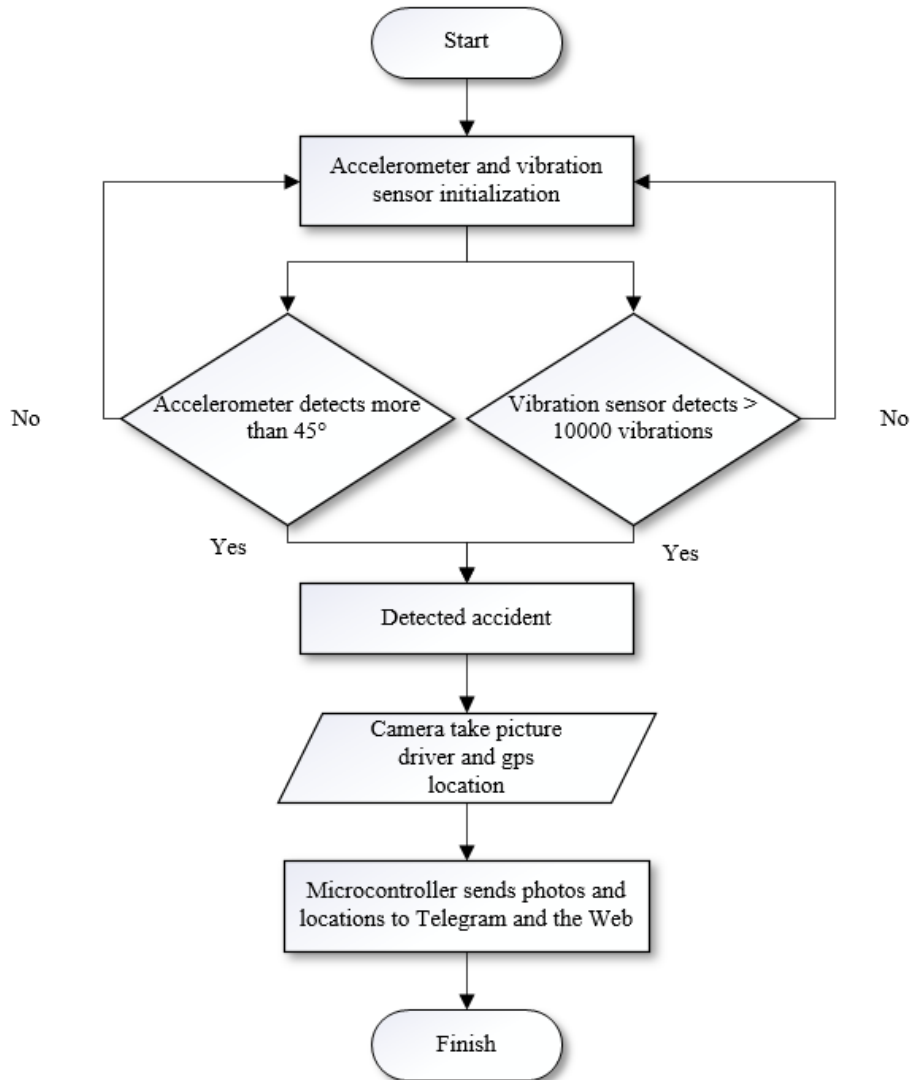 Start
Accelerometer and vibration
sensor initialization
No
Accelerometer detects more
than 45°
Vibration sensor detects >
10000 vibrations
No
Yes
Yes
Detected accident
Camera take picture
driver and gps
location
Microcontroller sends photos and
locations to Telegram and the Web
Finish